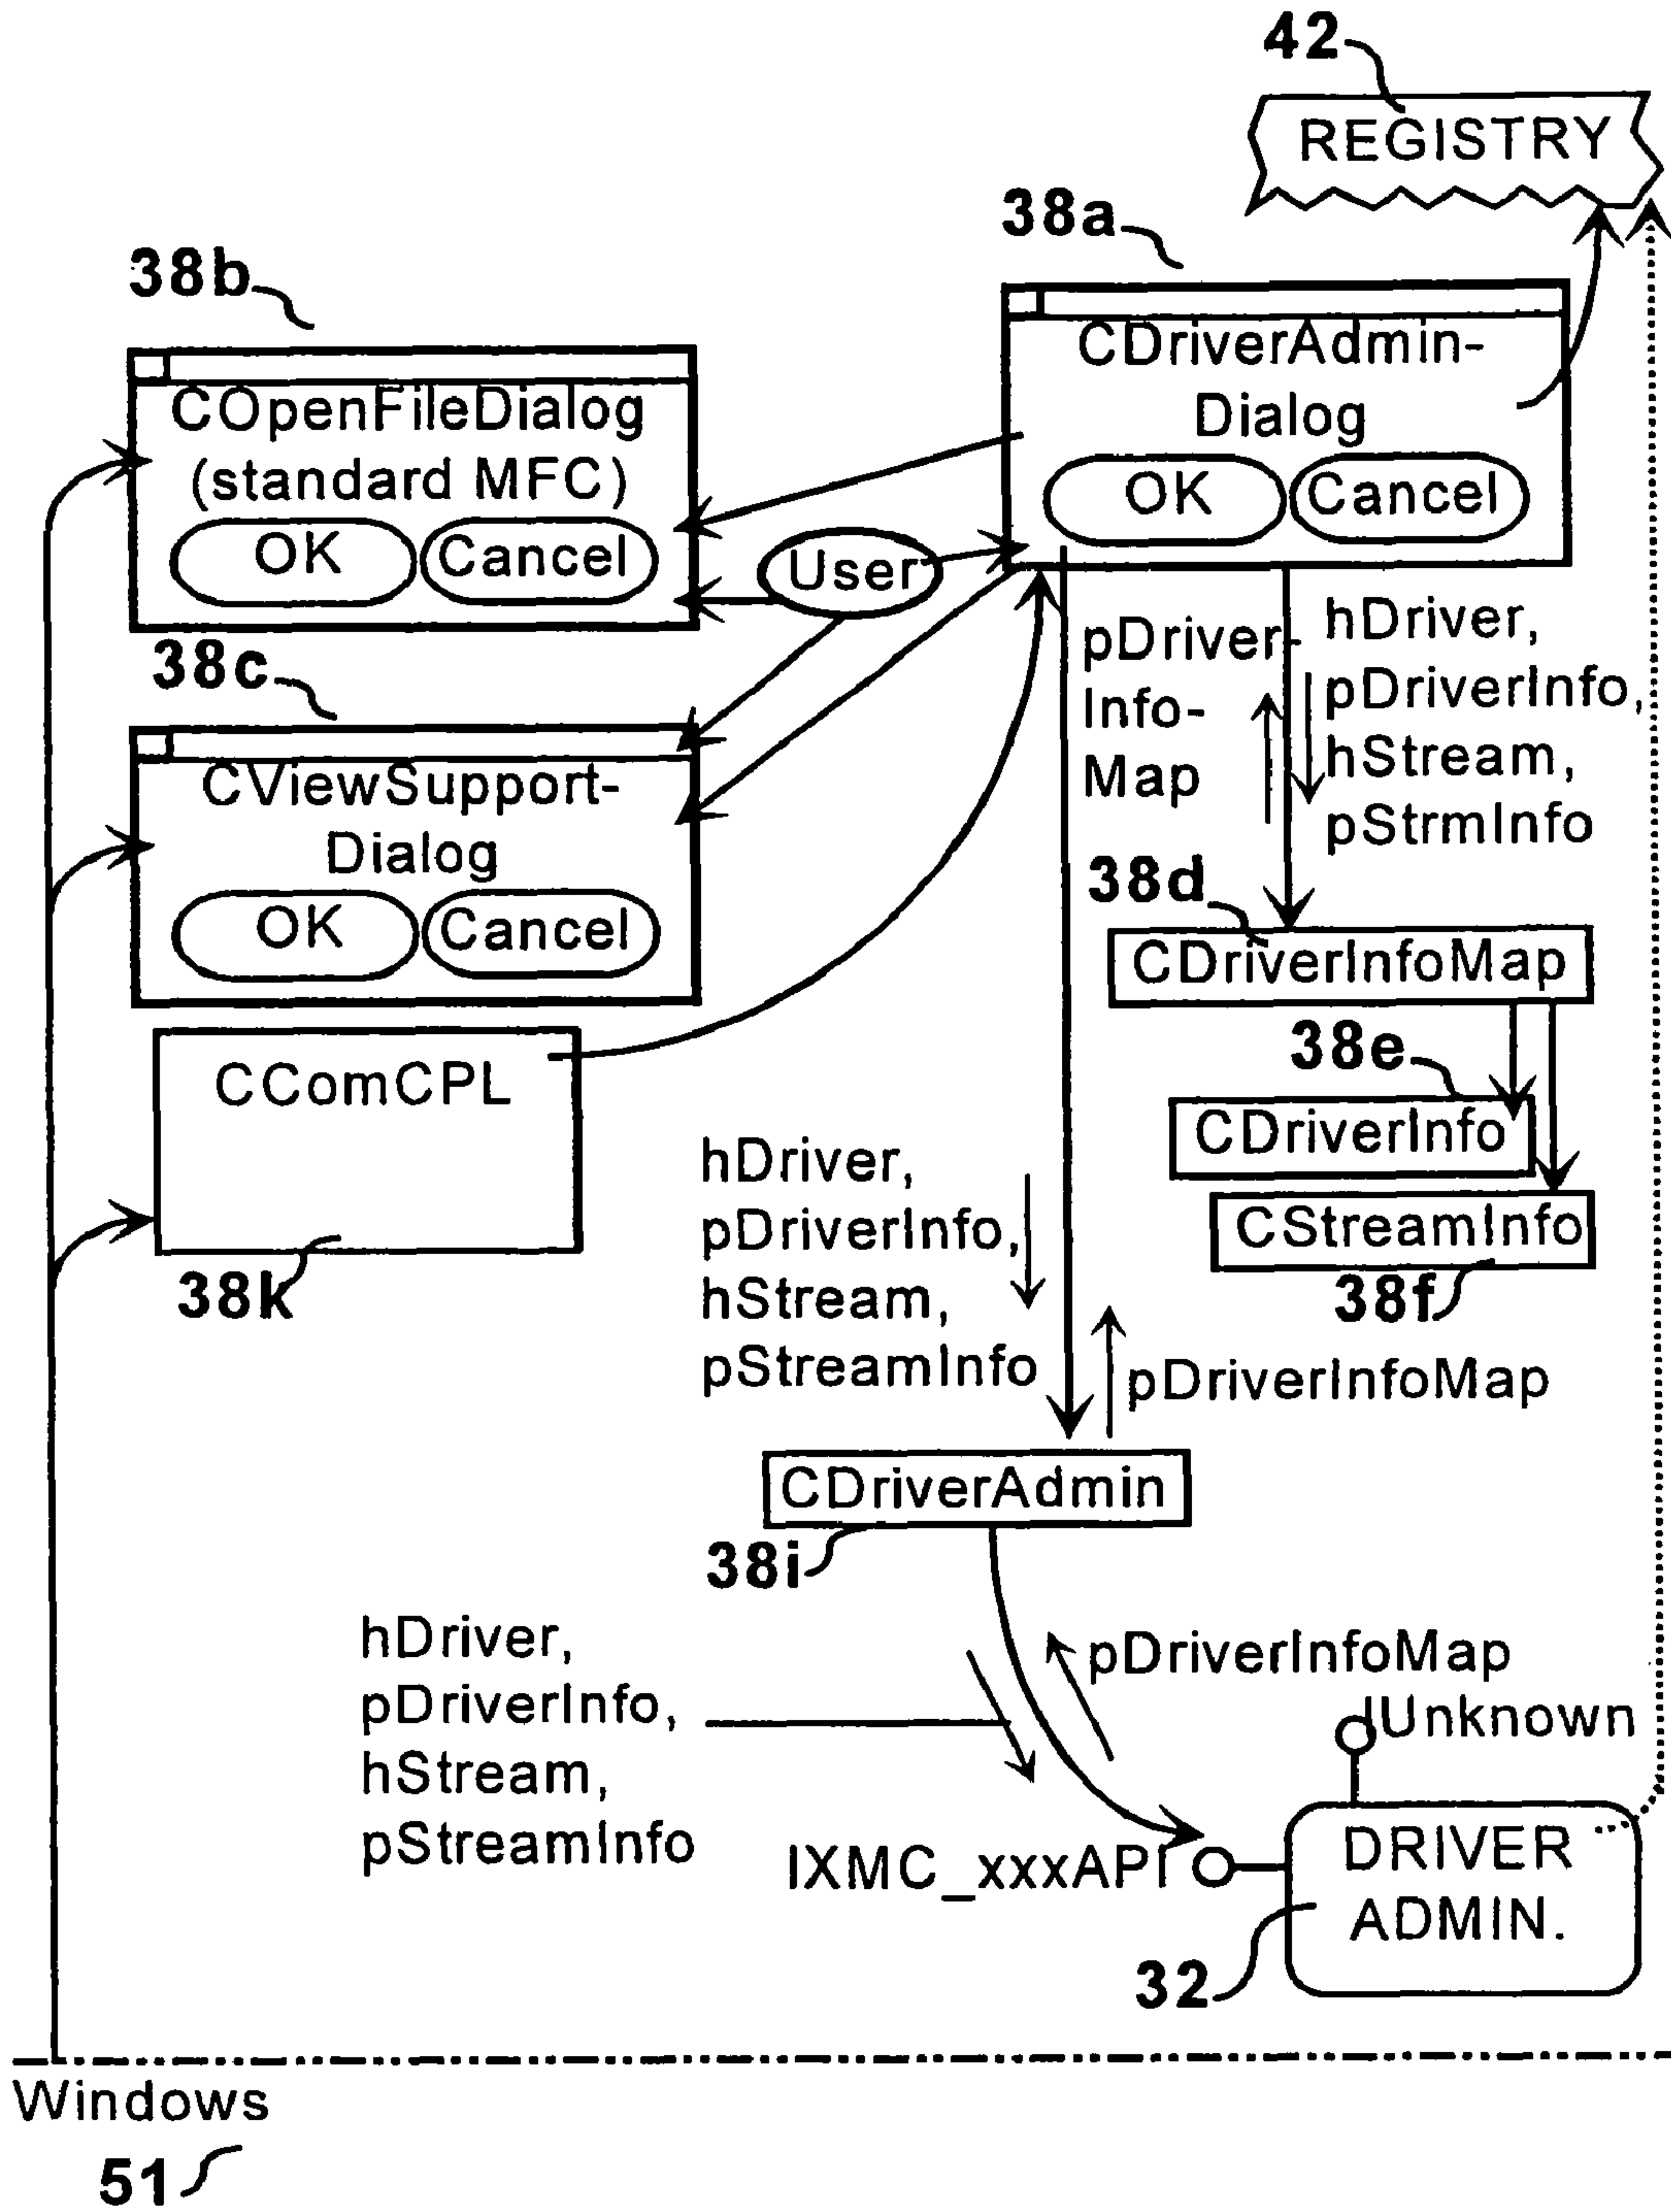 42
REGISTRY
38a
CDriverAdmin-
Dialog
OK
Cancel
38b
COpenFileDialog
(standard MFC)
OK
Cancel
User
38c
CViewSupport-
Dialog
OK
Cancel
pDriver-
Info-
Map
hDriver,
pDriverInfo,
hStream,
pStrmInfo
38d
CDriverInfoMap
38e
CDriverInfo
CStreamInfo
38f
CComCPL
38k
hDriver,
pDriverInfo,
hStream,
pStreamInfo
pDriverInfoMap
CDriverAdmin
38i
hDriver,
pDriverInfo,
hStream,
pStreamInfo
pDriverInfoMap
IUnknown
IXMC_xxxAPI
DRIVER
ADMIN.
32
Windows
51